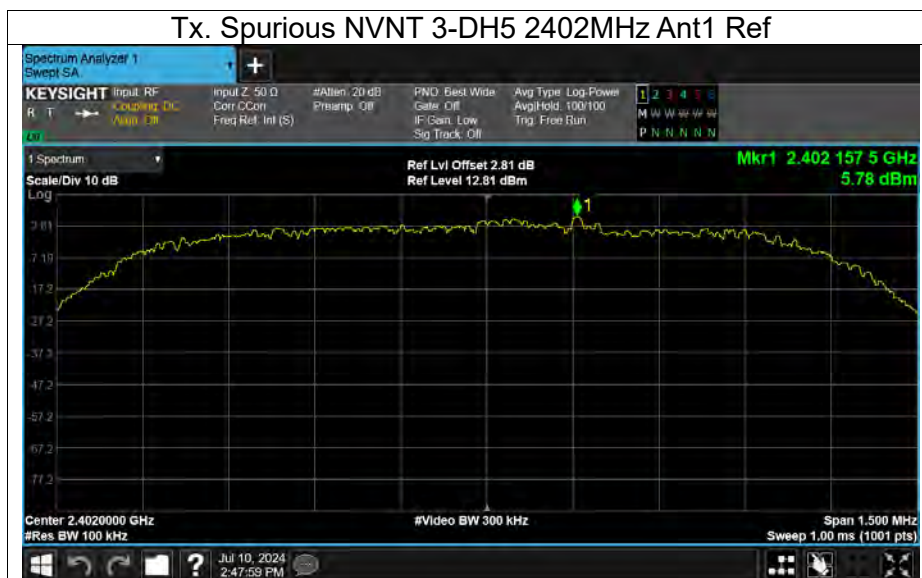 Tx. Spurious NVNT 3-DH5 2402MHz Ant1 Ref
Spectrum Analyzer 1
Swept SA
+
KEYSIGHT Input: RF
R T Coupling: DC
Align: Off
Input Z: 50 Ω
Corr CCorr
Freq Ref: Int (S)
#Atten: 20 dB
Preamp: Off
PNO: Best Wide
Gate: Off
IF Gain: Low
Sig Track: Off
Avg Type: Log-Power
Avg|Hold: 100/100
Trig: Free Run
1 2 3 4 5 6
M W W W W W
P N N N N N
1 Spectrum
Scale/Div 10 dB
Log
Ref Lvl Offset 2.81 dB
Ref Level 12.81 dBm
Mkr1 2.402 157 5 GHz
5.78 dBm
1
2.81
-7.19
-17.2
-27.2
-37.2
-47.2
-57.2
-67.2
-77.2
Center 2.4020000 GHz
#Res BW 100 kHz
#Video BW 300 kHz
Span 1.500 MHz
Sweep 1.00 ms (1001 pts)
?
Jul 10, 2024
2:47:59 PM